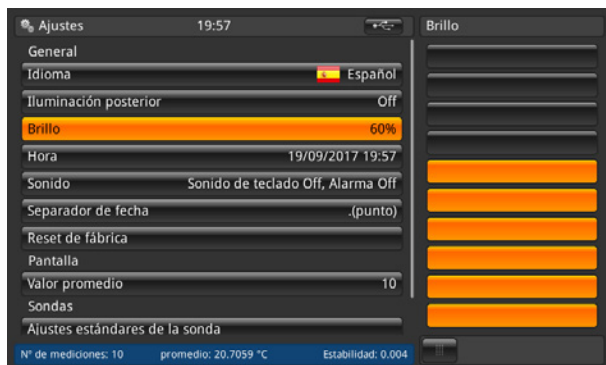 Ajustes 19:57
Brillo
General
Idioma Español
Iluminación posterior Off
Brillo 60%
Hora 19/09/2017 19:57
Sonido Sonido de teclado Off, Alarma Off
Separador de fecha .(punto)
Reset de fábrica
Pantalla
Valor promedio 10
Sondas
Ajustes estándares de la sonda
Nº de mediciones: 10 promedio: 20.7059 °C Estabilidad: 0.004